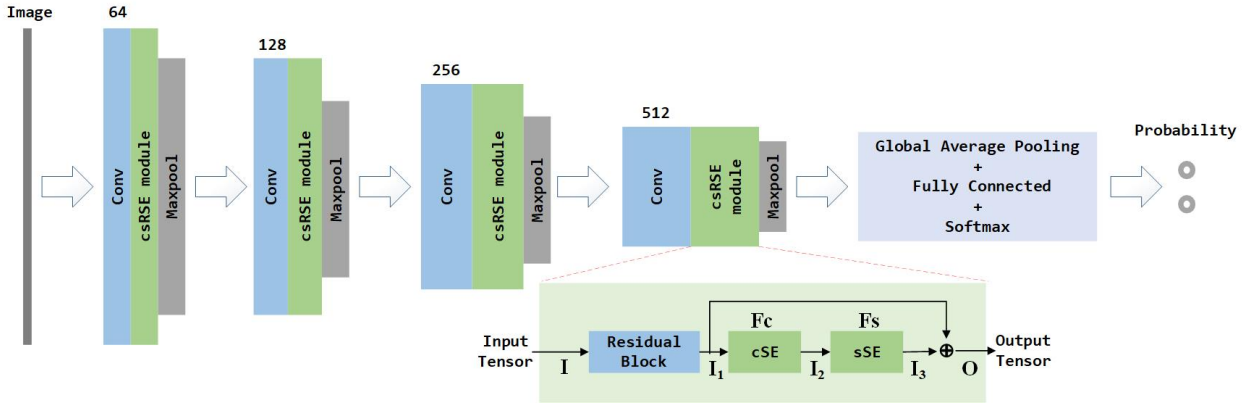 Image
64
Conv
csRSE module
Maxpool
128
Conv
csRSE module
Maxpool
256
Conv
csRSE module
Maxpool
512
Conv
csRSE
module
Maxpool
Global Average Pooling
+
Fully Connected
+
Softmax
Probability
Input
Tensor
I
Residual
Block
I₁
Fc
cSE
I₂
Fs
sSE
I₃
O
Output
Tensor